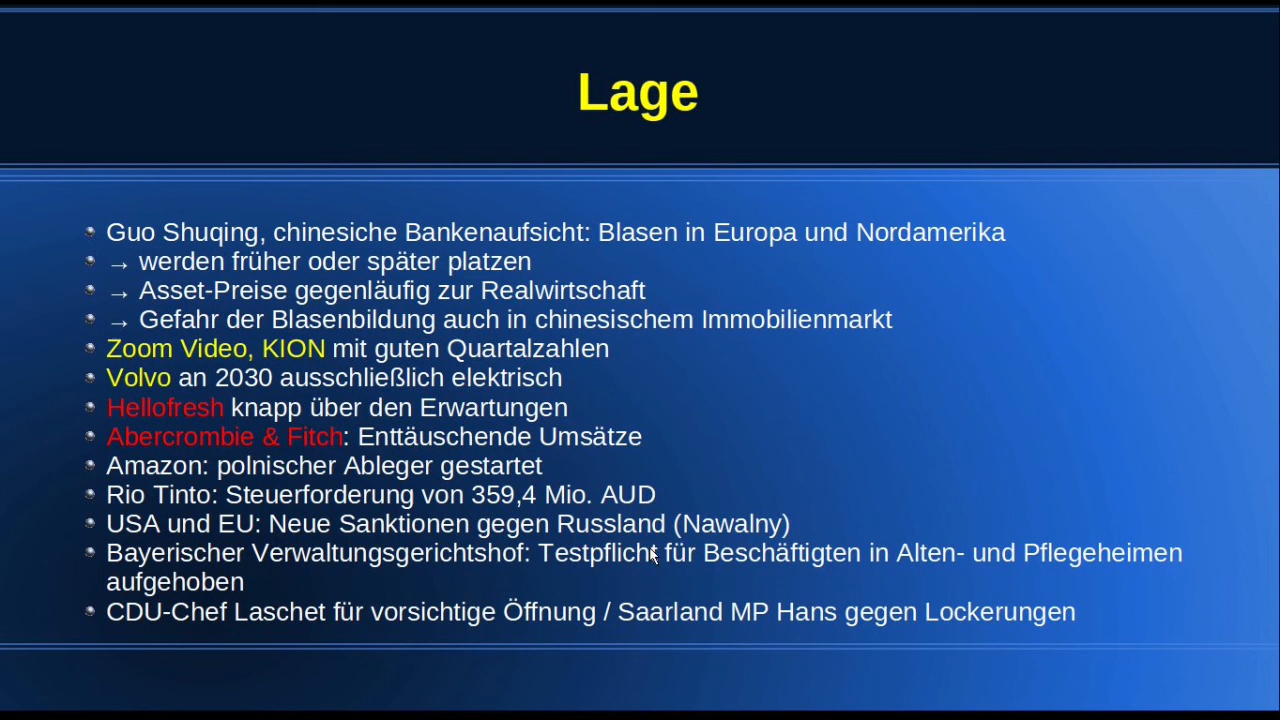 Lage
Guo Shuqing, chinesiche Bankenaufsicht: Blasen in Europa und Nordamerika
→ werden früher oder später platzen
→ Asset-Preise gegenläufig zur Realwirtschaft
→ Gefahr der Blasenbildung auch in chinesischem Immobilienmarkt
Zoom Video, KION mit guten Quartalzahlen
Volvo an 2030 ausschließlich elektrisch
Hellofresh knapp über den Erwartungen
Abercrombie & Fitch: Enttäuschende Umsätze
Amazon: polnischer Ableger gestartet
Rio Tinto: Steuerforderung von 359,4 Mio. AUD
USA und EU: Neue Sanktionen gegen Russland (Nawalny)
Bayerischer Verwaltungsgerichtshof: Testpflicht für Beschäftigten in Alten- und Pflegeheimen
aufgehoben
CDU-Chef Laschet für vorsichtige Öffnung / Saarland MP Hans gegen Lockerungen